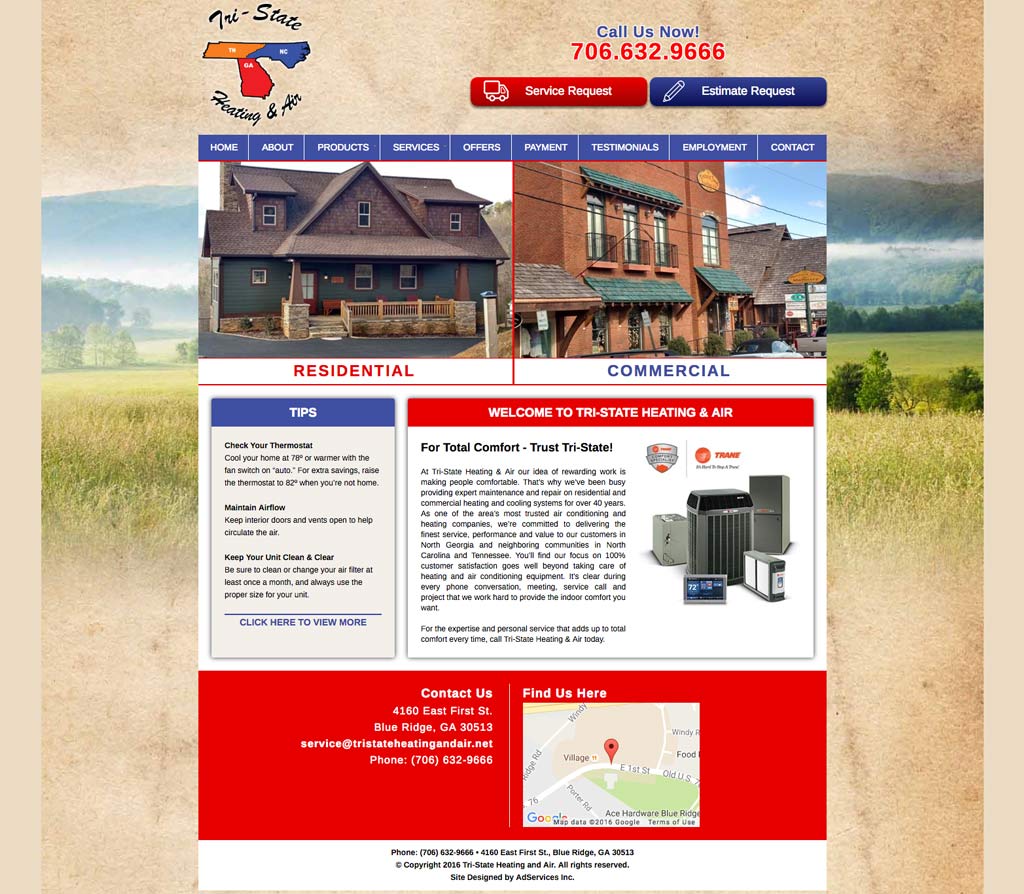 Tri-State
TN
NC
GA
Heating & Air
Call Us Now!
706.632.9666
Service Request
Estimate Request
HOME
ABOUT
PRODUCTS
SERVICES
OFFERS
PAYMENT
TESTIMONIALS
EMPLOYMENT
CONTACT
RESIDENTIAL
COMMERCIAL
TIPS
Check Your Thermostat
Cool your home at 78º or warmer with the
fan switch on “auto.” For extra savings, raise
the thermostat to 82º when you’re not home.
Maintain Airflow
Keep interior doors and vents open to help
circulate the air.
Keep Your Unit Clean & Clear
Be sure to clean or change your air filter at
least once a month, and always use the
proper size for your unit.
CLICK HERE TO VIEW MORE
WELCOME TO TRI-STATE HEATING & AIR
For Total Comfort - Trust Tri-State!
At Tri-State Heating & Air our idea of rewarding work is
making people comfortable. That’s why we’ve been busy
providing expert maintenance and repair on residential and
commercial heating and cooling systems for over 40 years.
As one of the area’s most trusted air conditioning and
heating companies, we’re committed to delivering the
finest service, performance and value to our customers in
North Georgia and neighboring communities in North
Carolina and Tennessee. You’ll find our focus on 100%
customer satisfaction goes well beyond taking care of
heating and air conditioning equipment. It’s clear during
every phone conversation, meeting, service call and
project that we work hard to provide the indoor comfort you
want.
For the expertise and personal service that adds up to total
comfort every time, call Tri-State Heating & Air today.
TRANE
COMFORT
SPECIALIST
TRANE
It's Hard To Stop A Trane.
72°
Contact Us
4160 East First St.
Blue Ridge, GA 30513
service@tristateheatingandair.net
Phone: (706) 632-9666
Find Us Here
Windy
Windy R
Ridge Rd
Village
Food
E 1st St
Old U.S. 7
76
Porter Rd
Ace Hardware Blue Ridge
Google
Map data ©2016 Google
Terms of Use
Phone: (706) 632-9666 • 4160 East First St., Blue Ridge, GA 30513
© Copyright 2016 Tri-State Heating and Air. All rights reserved.
Site Designed by AdServices Inc.